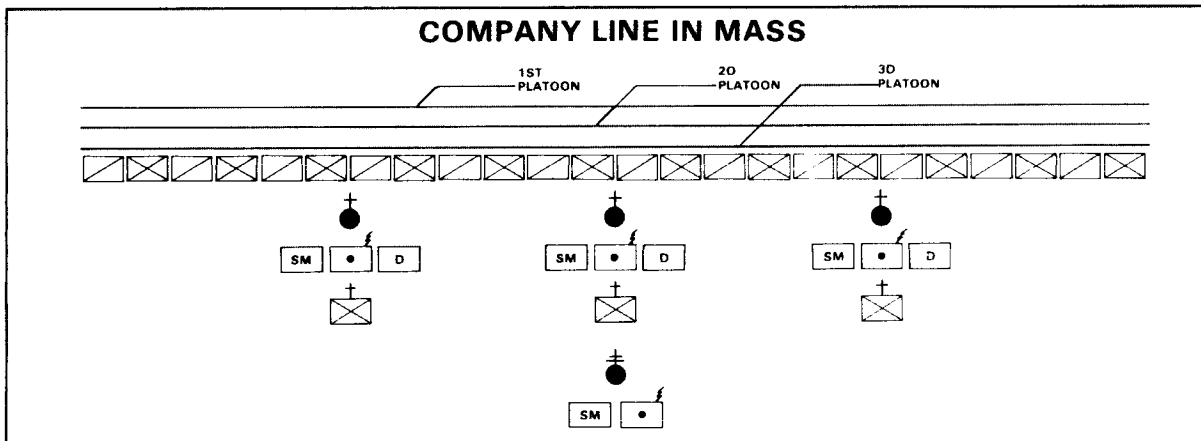 COMPANY LINE IN MASS
1ST
PLATOON
2D
PLATOON
3D
PLATOON
SM D SM D SM D
SM